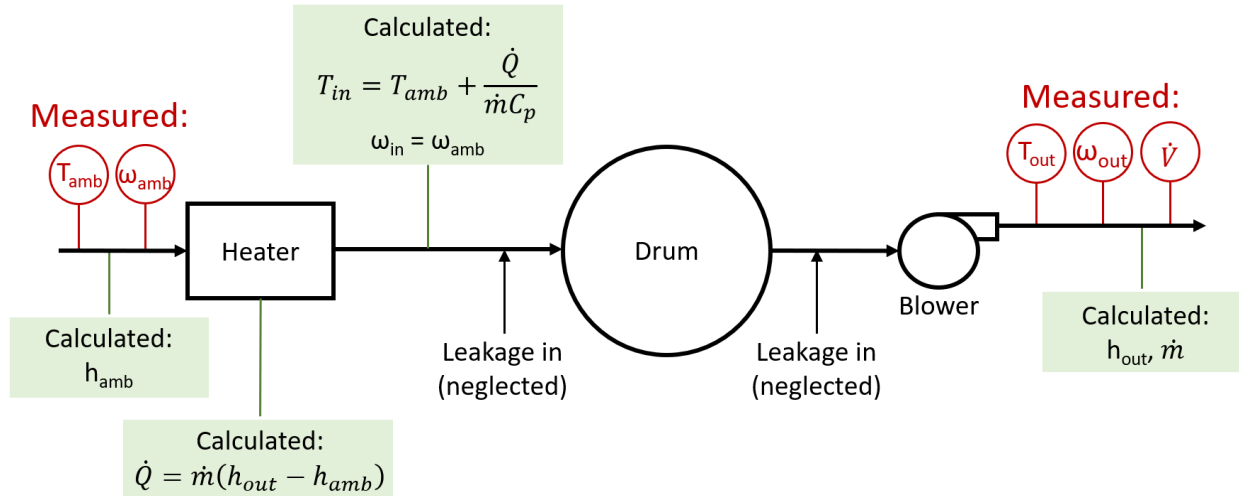 Calculated:
T_in = T_amb + Q̇ / ṁC_p
ω_in = ω_amb
Measured:
T_amb
ω_amb
Measured:
T_out
ω_out
V̇
Heater
Drum
Blower
Calculated:
h_amb
Leakage in
(neglected)
Leakage in
(neglected)
Calculated:
h_out, ṁ
Calculated:
Q̇ = ṁ(h_out − h_amb)